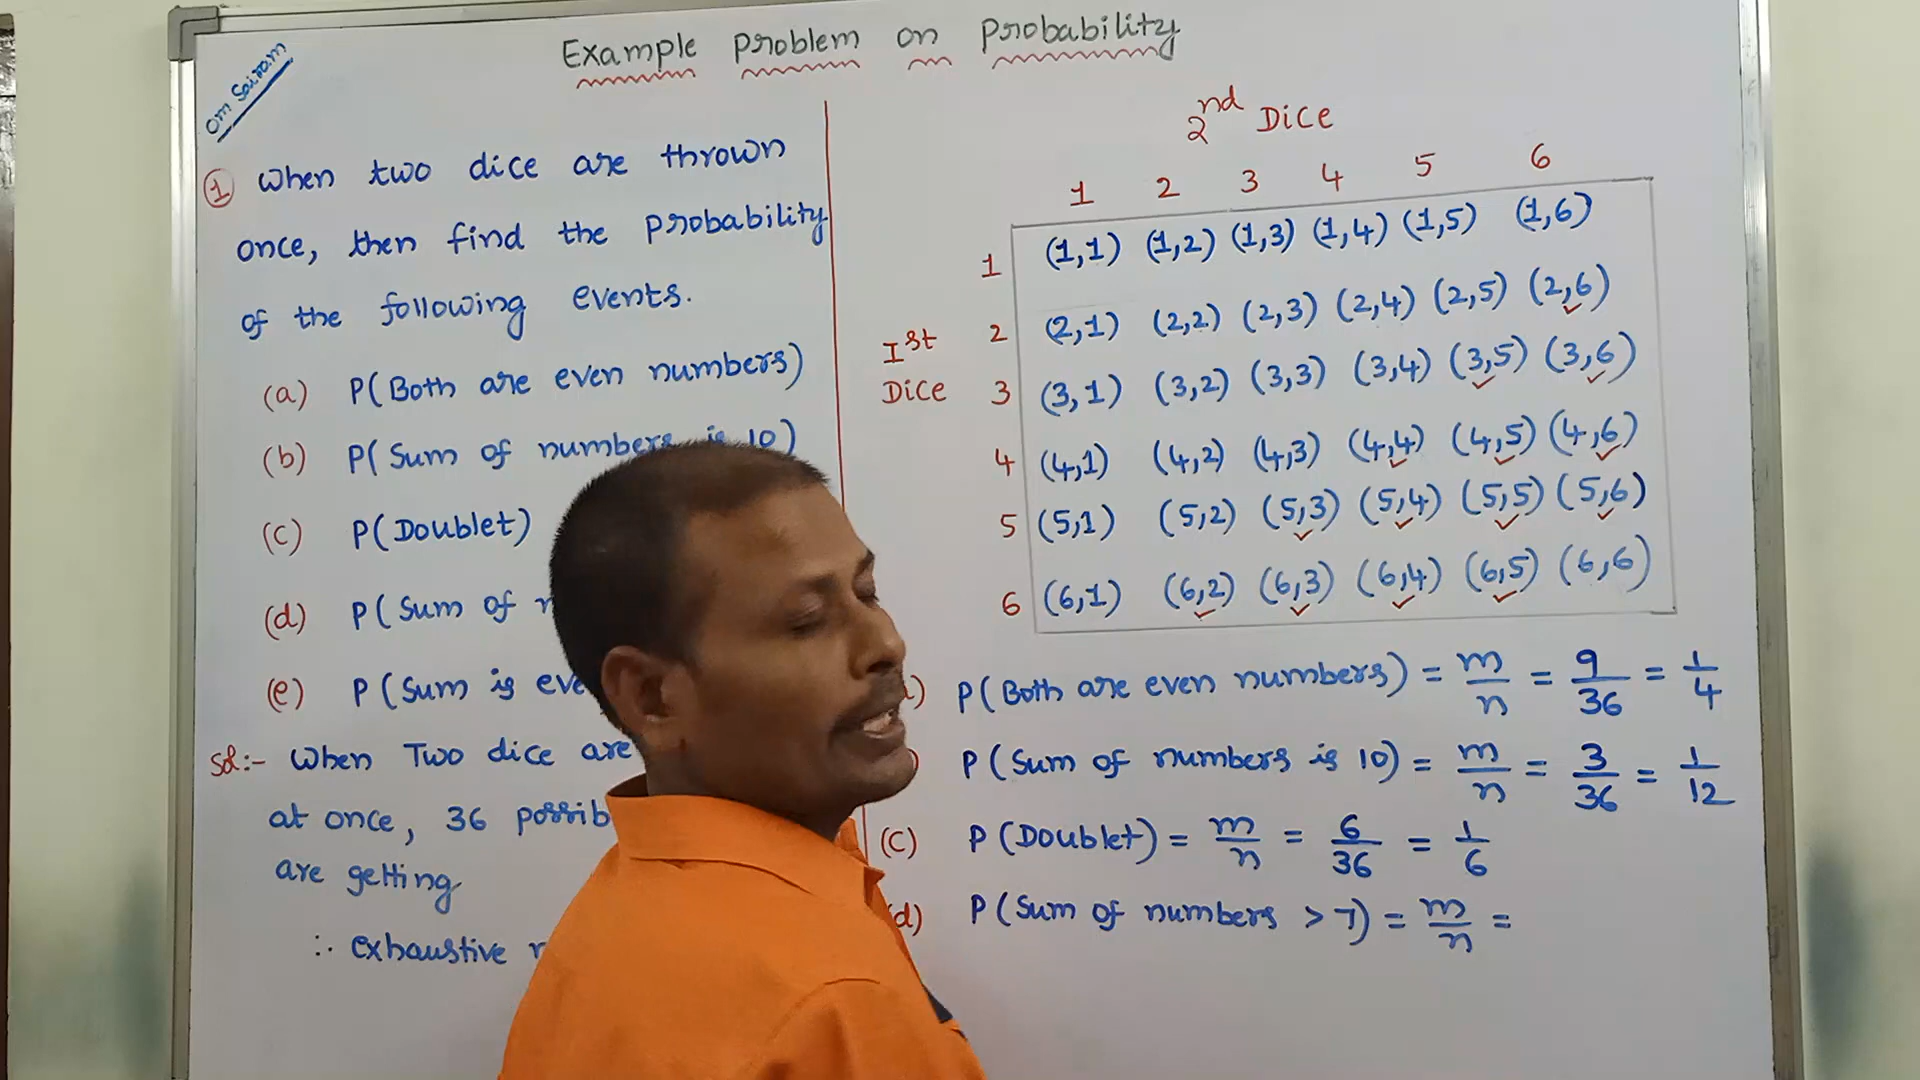 Example Problem on Probability
Om Sairam
① When two dice are thrown
once, then find the probability
of the following events.
(a) P(Both are even numbers)
(b) P(Sum of numbers is 10)
(c) P(Doublet)
(d) P(Sum of
(e) P(Sum is
Sol:- When Two dice are
at once, 36
are getting
∴ exhaustive
2nd Dice
1 2 3 4 5 6
Ist Dice
1 (1,1) (1,2) (1,3) (1,4) (1,5) (1,6)
2 (2,1) (2,2) (2,3) (2,4) (2,5) (2,6)
3 (3,1) (3,2) (3,3) (3,4) (3,5) (3,6)
4 (4,1) (4,2) (4,3) (4,4) (4,5) (4,6)
5 (5,1) (5,2) (5,3) (5,4) (5,5) (5,6)
6 (6,1) (6,2) (6,3) (6,4) (6,5) (6,6)
P(Both are even numbers) = m/n = 9/36 = 1/4
P(Sum of numbers is 10) = m/n = 3/36 = 1/12
(c) P(Doublet) = m/n = 6/36 = 1/6
(d) P(Sum of numbers > 7) = m/n =